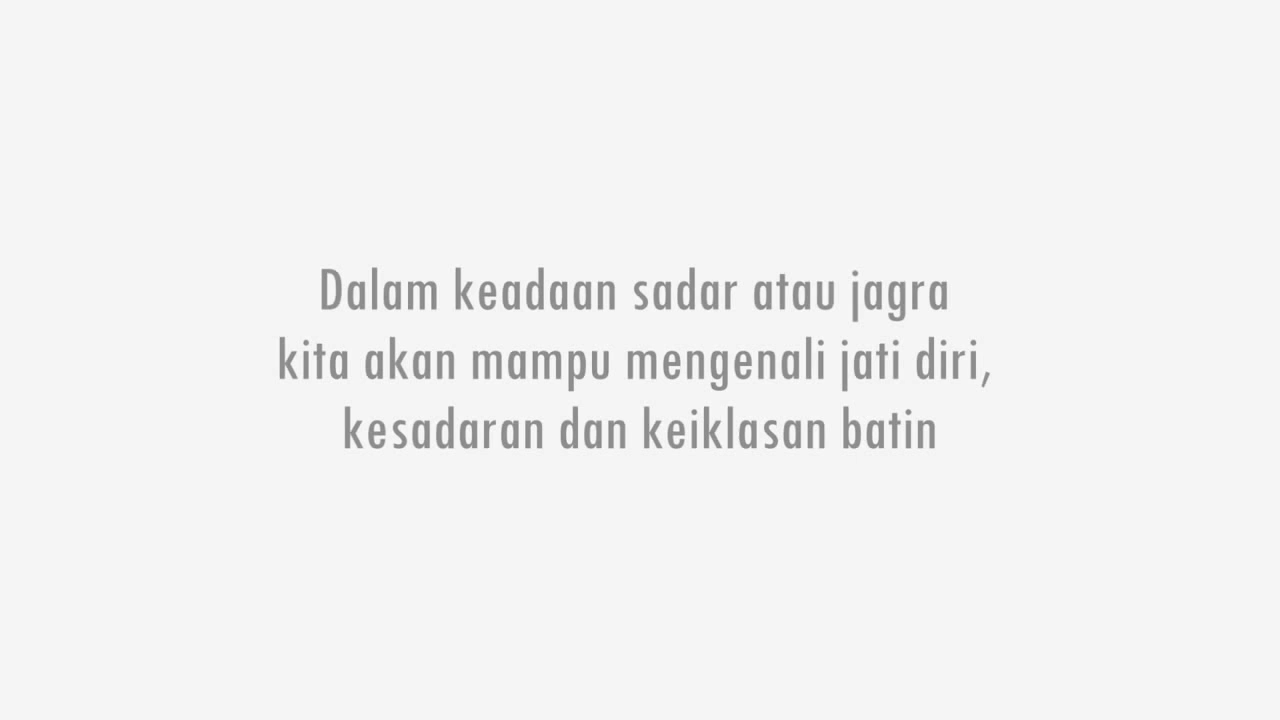 Dalam keadaan sadar atau jagra
kita akan mampu mengenali jati diri,
kesadaran dan keiklasan batin